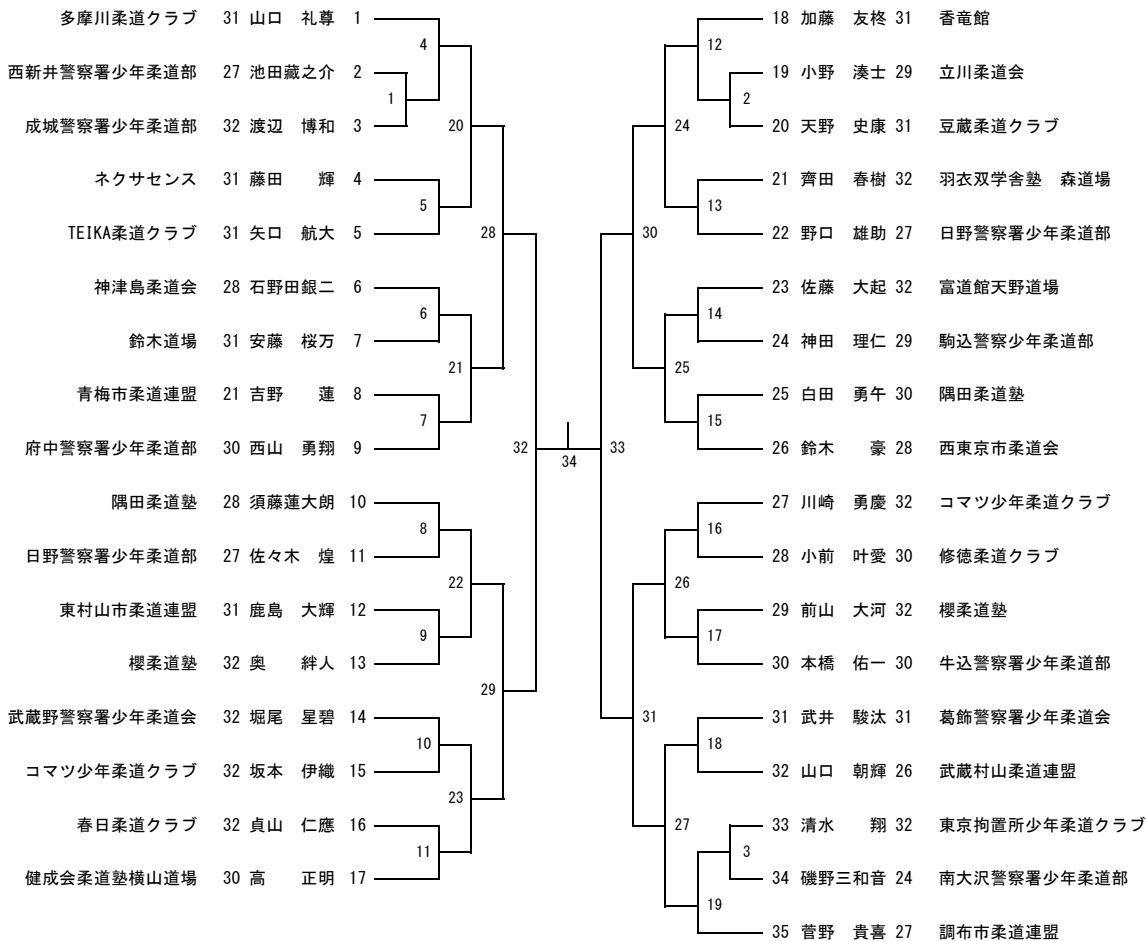 多摩川柔道クラブ 31 山口 礼尊 1
西新井警察署少年柔道部 27 池田藏之介 2
成城警察署少年柔道部 32 渡辺 博和 3
ネクサセンス 31 藤田 輝 4
TEIKA柔道クラブ 31 矢口 航大 5
神津島柔道会 28 石野田銀二 6
鈴木道場 31 安藤 桜万 7
青梅市柔道連盟 21 吉野 蓮 8
府中警察署少年柔道部 30 西山 勇翔 9
隅田柔道塾 28 須藤蓮大朗 10
日野警察署少年柔道部 27 佐々木 煌 11
東村山市柔道連盟 31 鹿島 大輝 12
櫻柔道塾 32 奥 絆人 13
武蔵野警察署少年柔道会 32 堀尾 星碧 14
コマツ少年柔道クラブ 32 坂本 伊織 15
春日柔道クラブ 32 貞山 仁應 16
健成会柔道塾横山道場 30 高 正明 17
4
1
20
5
28
6
21
7
32
8
22
9
29
10
23
11
34
33
12
2
24
13
30
14
25
15
16
26
17
31
18
27
3
19
18 加藤 友柊 31 香竜館
19 小野 湊士 29 立川柔道会
20 天野 史康 31 豆蔵柔道クラブ
21 齊田 春樹 32 羽衣双学舎塾 森道場
22 野口 雄助 27 日野警察署少年柔道部
23 佐藤 大起 32 富道館天野道場
24 神田 理仁 29 駒込警察少年柔道部
25 白田 勇午 30 隅田柔道塾
26 鈴木 豪 28 西東京市柔道会
27 川崎 勇慶 32 コマツ少年柔道クラブ
28 小前 叶愛 30 修徳柔道クラブ
29 前山 大河 32 櫻柔道塾
30 本橋 佑一 30 牛込警察署少年柔道部
31 武井 駿汰 31 葛飾警察署少年柔道会
32 山口 朝輝 26 武蔵村山柔道連盟
33 清水 翔 32 東京拘置所少年柔道クラブ
34 磯野三和音 24 南大沢警察署少年柔道部
35 菅野 貴喜 27 調布市柔道連盟